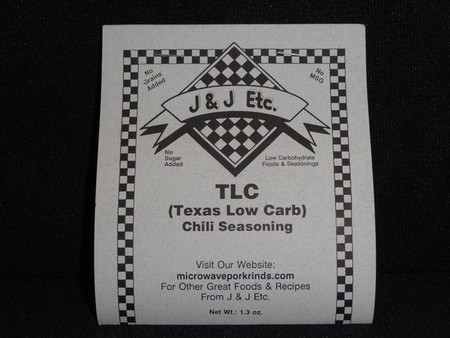 No
Grains
Added
No
MSG
J & J Etc.
No
Sugar
Added
Low Carbohydrate
Foods & Seasonings
TLC
(Texas Low Carb)
Chili Seasoning
Visit Our Website:
microwaveporkrinds.com
For Other Great Foods & Recipes
From J & J Etc.
Net Wt.: 1.3 oz.